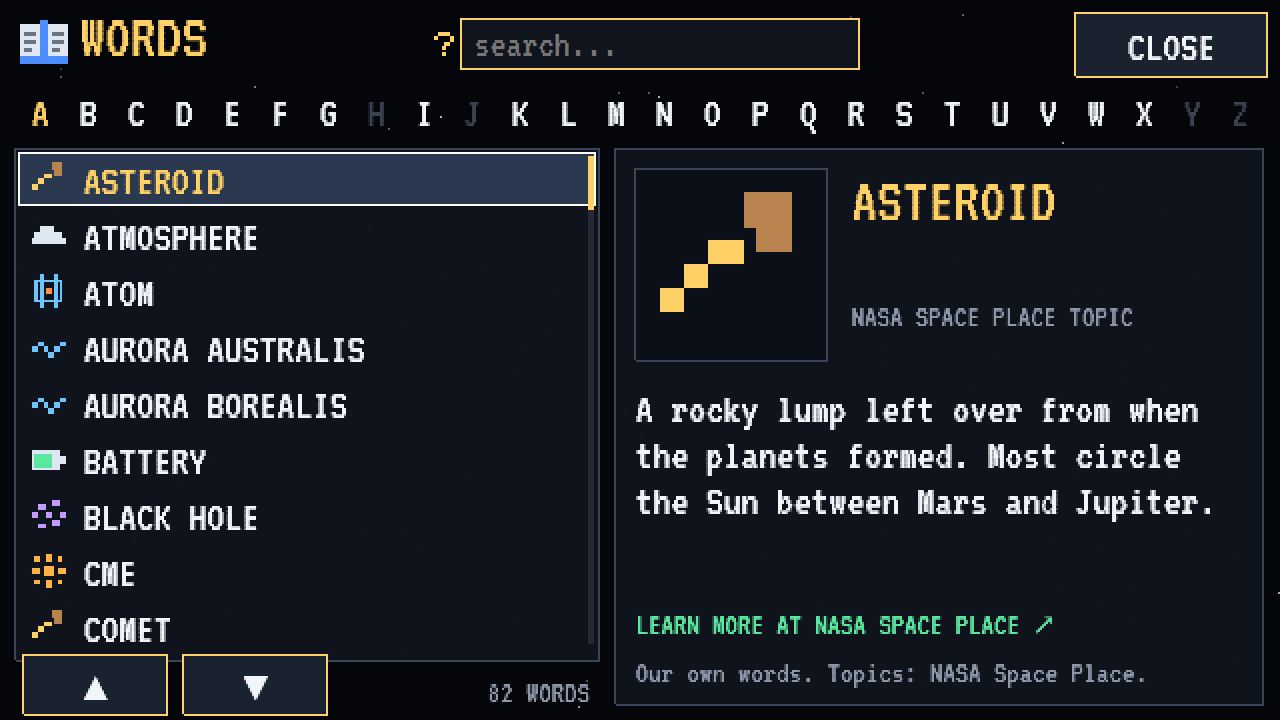 WORDS
? search...
CLOSE
A B C D E F G H I J K L M N O P Q R S T U V W X Y Z
ASTEROID
ATMOSPHERE
ATOM
AURORA AUSTRALIS
AURORA BOREALIS
BATTERY
BLACK HOLE
CME
COMET
▲ ▼
82 WORDS
ASTEROID
NASA SPACE PLACE TOPIC
A rocky lump left over from when
the planets formed. Most circle
the Sun between Mars and Jupiter.
LEARN MORE AT NASA SPACE PLACE ↗
Our own words. Topics: NASA Space Place.